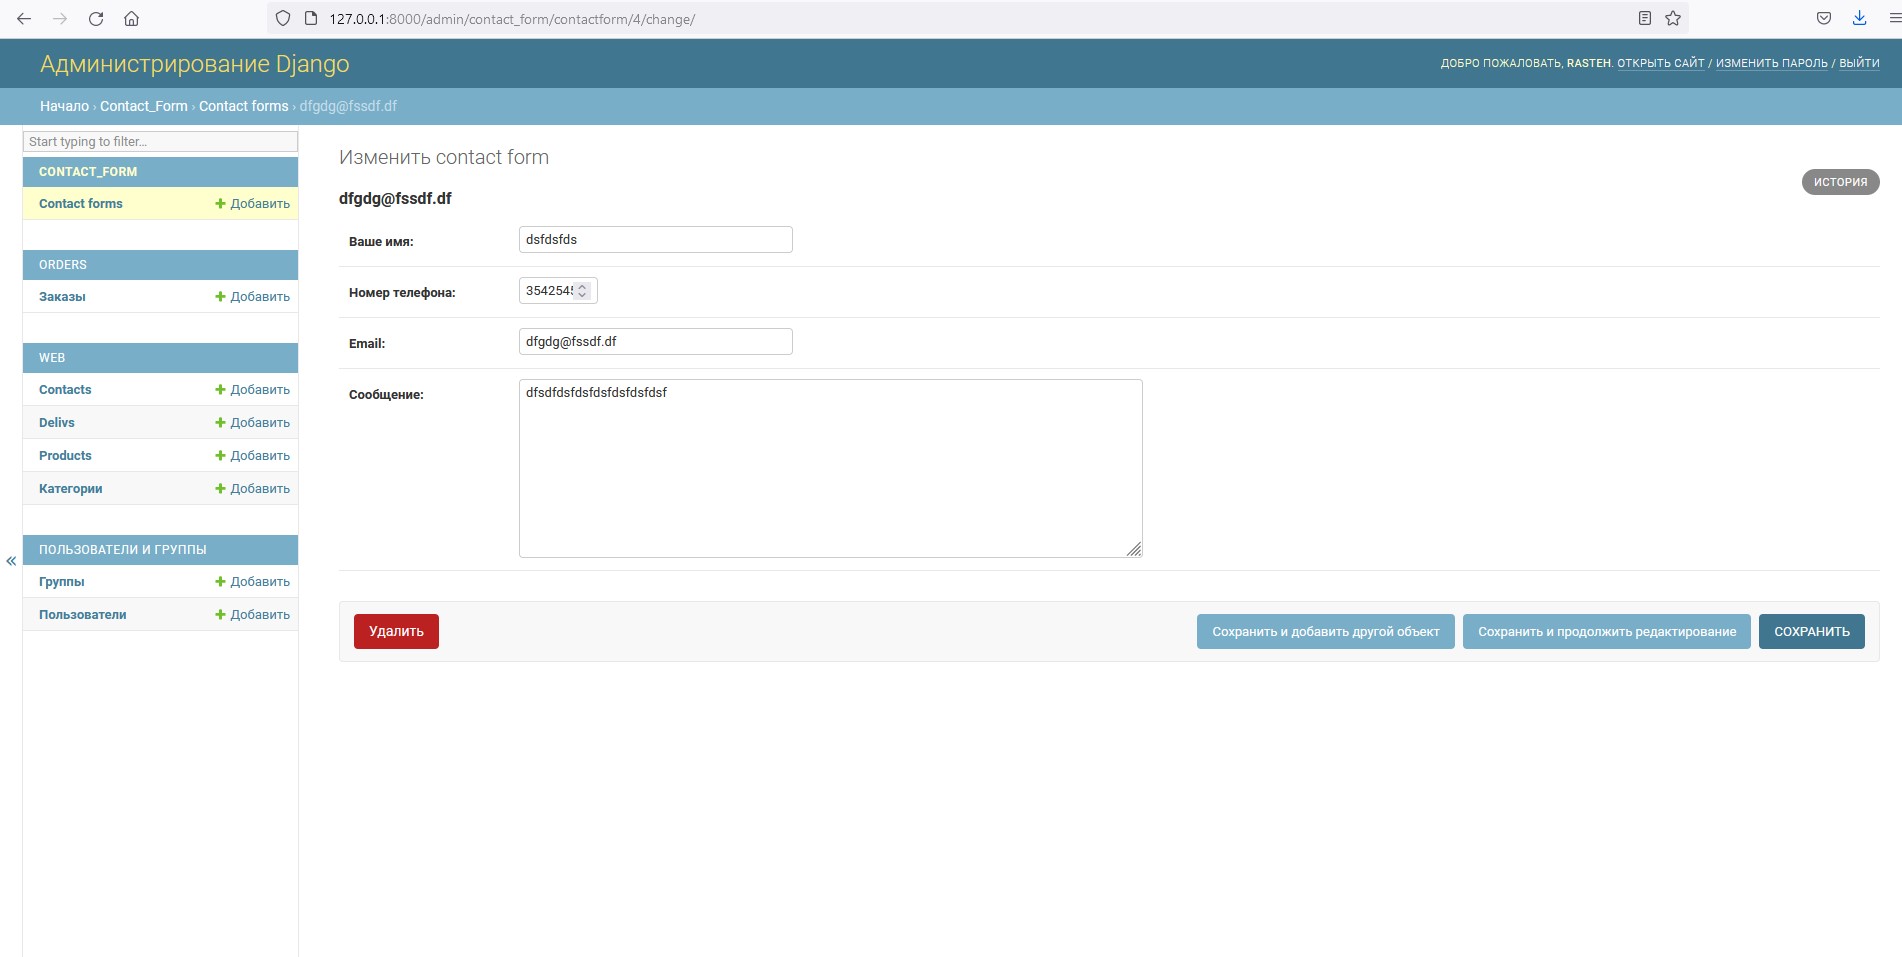 127.0.0.1:8000/admin/contact_form/contactform/4/change/
Администрирование Django
ДОБРО ПОЖАЛОВАТЬ, RASTEH. ОТКРЫТЬ САЙТ / ИЗМЕНИТЬ ПАРОЛЬ / ВЫЙТИ
Начало › Contact_Form › Contact forms › dfgdg@fssdf.df
Start typing to filter...
CONTACT_FORM
Contact forms + Добавить
ORDERS
Заказы + Добавить
WEB
Contacts + Добавить
Delivs + Добавить
Products + Добавить
Категории + Добавить
ПОЛЬЗОВАТЕЛИ И ГРУППЫ
«
Группы + Добавить
Пользователи + Добавить
Изменить contact form
ИСТОРИЯ
dfgdg@fssdf.df
Ваше имя: dsfdsfds
Номер телефона:
Email: dfgdg@fssdf.df
Сообщение: dfsdfdsfdsfdsfdsfdsfdsf
Удалить
Сохранить и добавить другой объект
Сохранить и продолжить редактирование
СОХРАНИТЬ